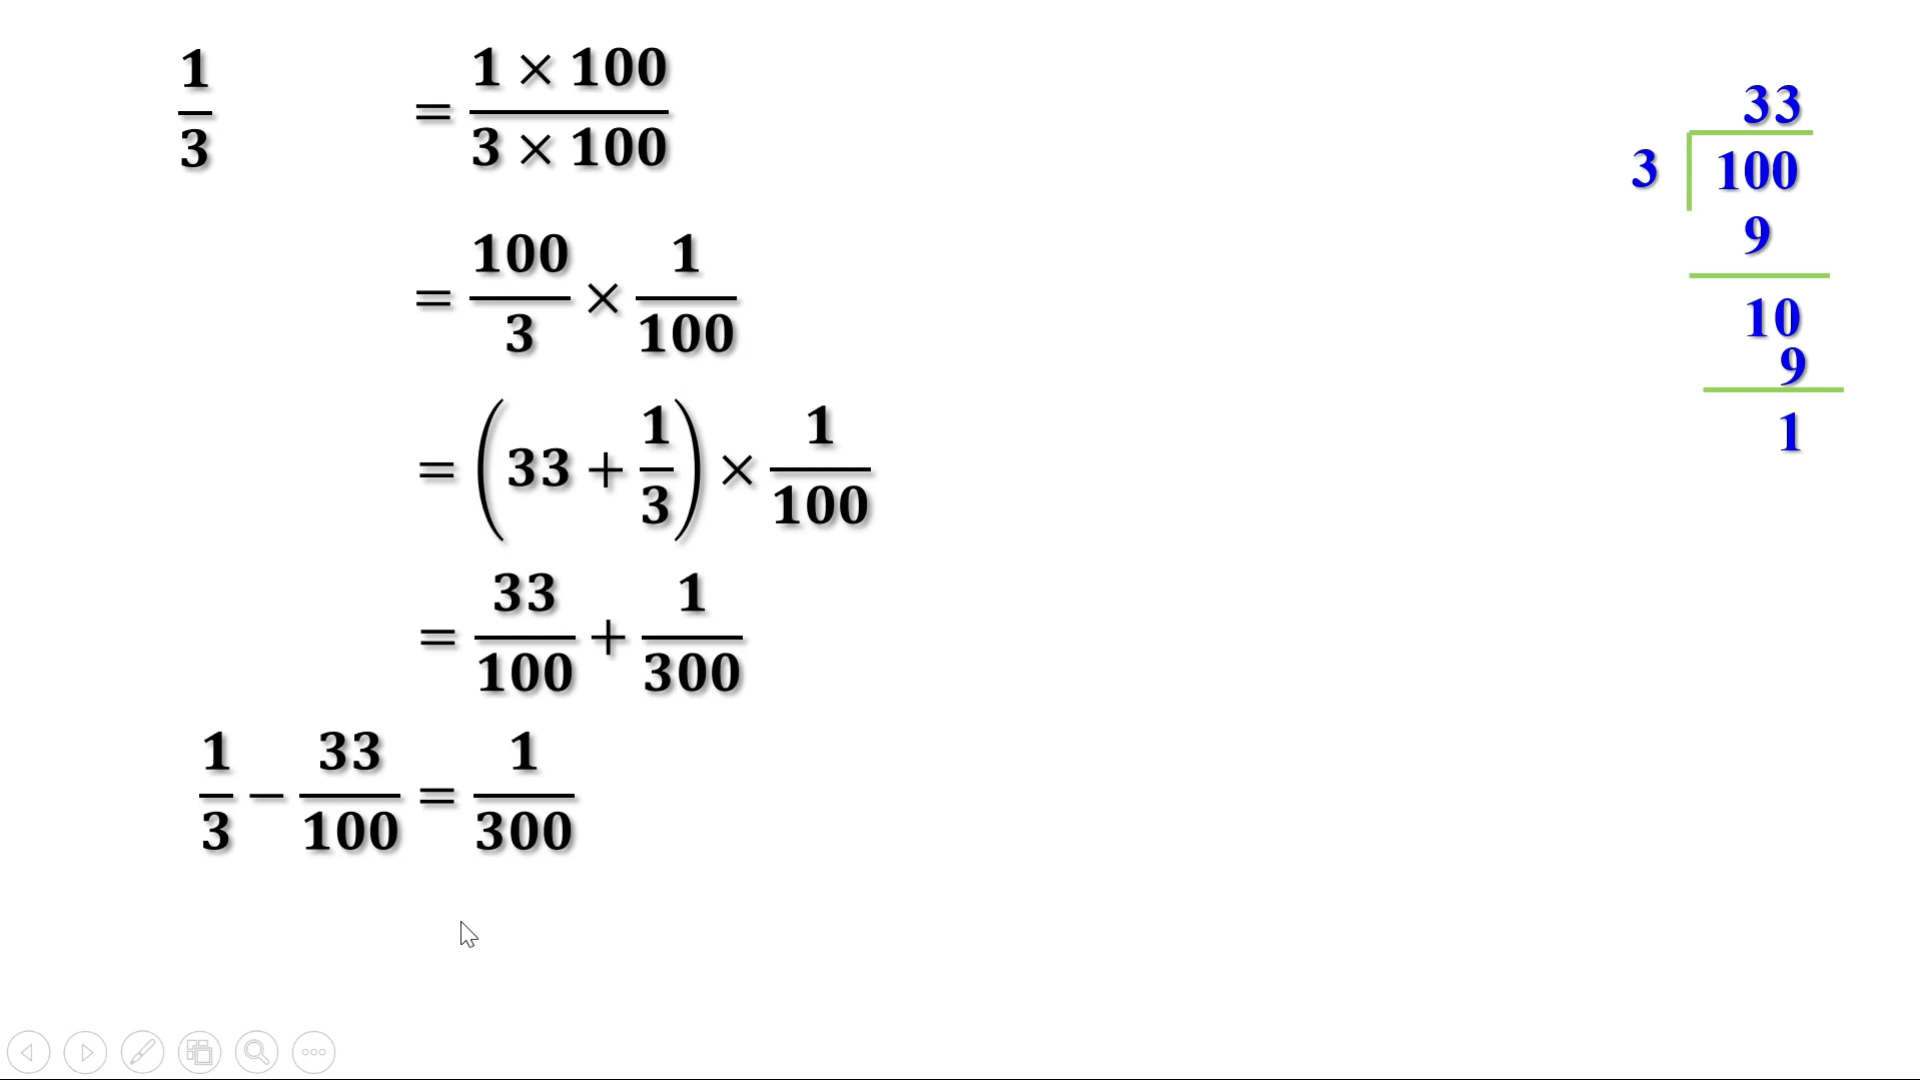 1/3 = (1 × 100)/(3 × 100)
= 100/3 × 1/100
= (33 + 1/3) × 1/100
= 33/100 + 1/300
1/3 − 33/100 = 1/300
33
3 100
9
10
9
1